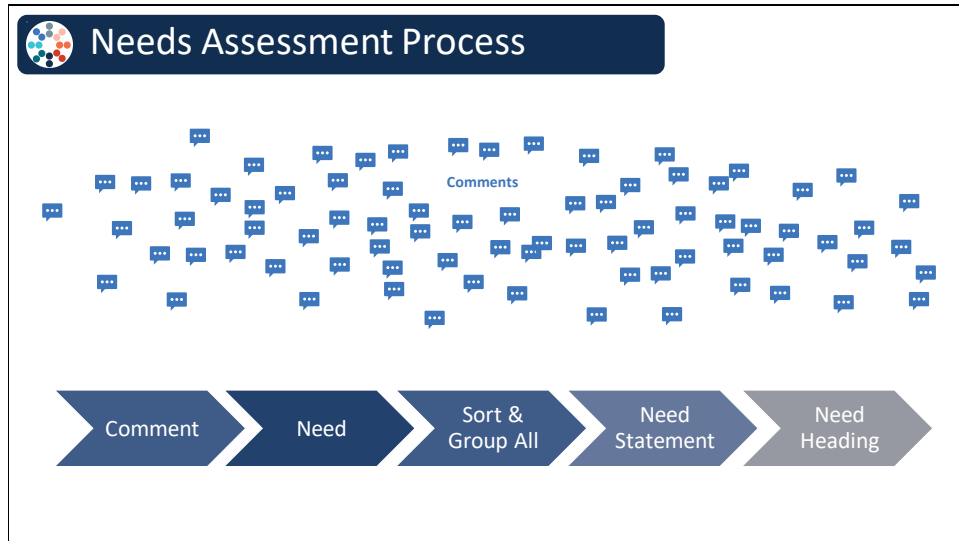 Needs Assessment Process
Comments
Comment
Need
Sort &
Group All
Need
Statement
Need
Heading